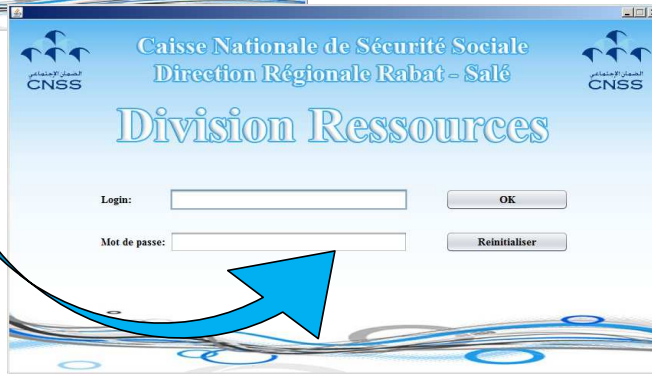 Caisse Nationale de Sécurité Sociale
Direction Régionale Rabat - Salé
الضمان الإجتماعي
CNSS
الضمان الإجتماعي
CNSS
Division Ressources
Login:
OK
Mot de passe:
Reinitialiser